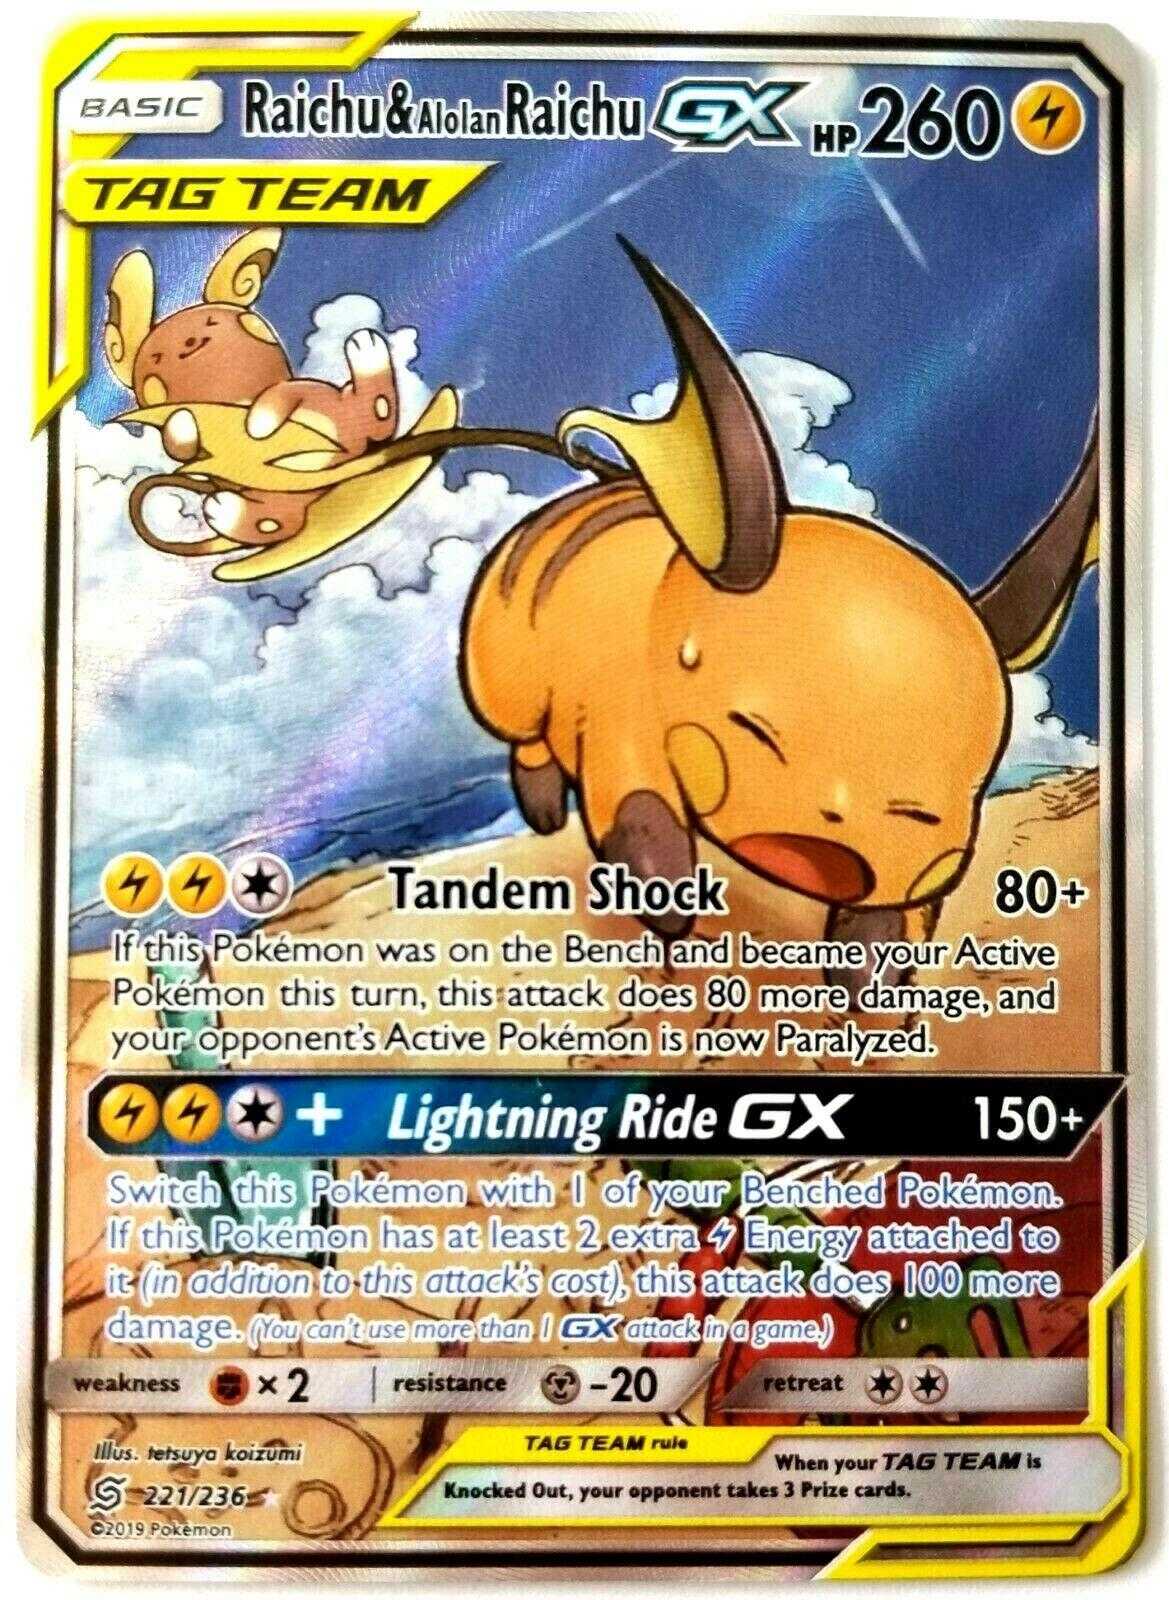 BASIC Raichu & Alolan Raichu GX HP 260
TAG TEAM
Tandem Shock 80+
If this Pokémon was on the Bench and became your Active
Pokémon this turn, this attack does 80 more damage, and
your opponent's Active Pokémon is now Paralyzed.
+ Lightning Ride GX 150+
Switch this Pokémon with 1 of your Benched Pokémon.
If this Pokémon has at least 2 extra Energy attached to
it (in addition to this attack's cost), this attack does 100 more
damage. (You can't use more than 1 GX attack in a game.)
weakness ×2 resistance -20 retreat
Illus. tetsuya koizumi
TAG TEAM rule
When your TAG TEAM is
Knocked Out, your opponent takes 3 Prize cards.
221/236
©2019 Pokémon